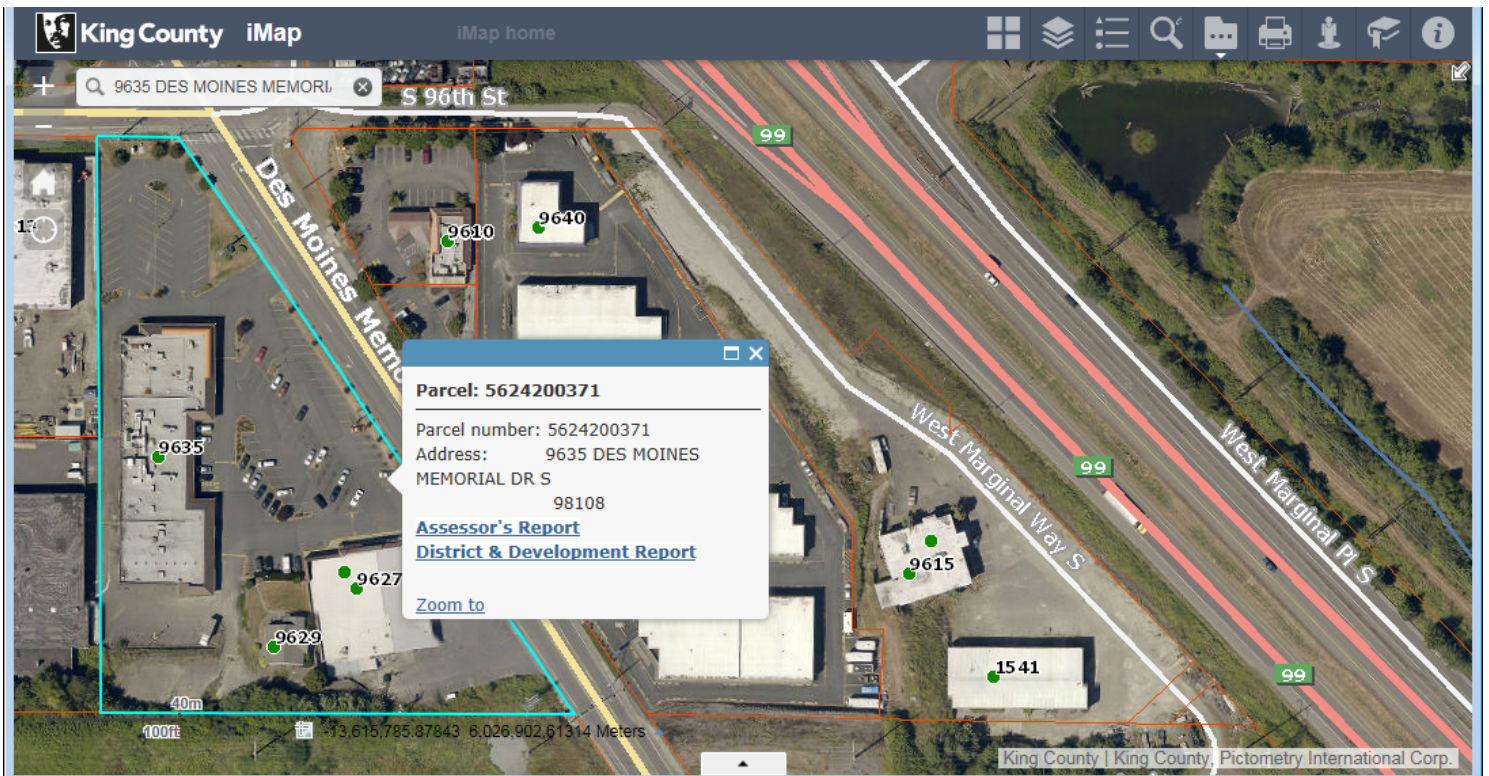 King County iMap
iMap home
9635 DES MOINES MEMORI
S 96th St
99
Des Moines Memo
9610
9640
Parcel: 5624200371
Parcel number: 5624200371
Address: 9635 DES MOINES
MEMORIAL DR S
98108
Assessor's Report
District & Development Report
Zoom to
9635
9627
9629
West Marginal Way S
99
West Marginal Pl S
9615
1541
99
40m
100ft
-13,615,785.87843 6,026,902.61314 Meters
King County | King County, Pictometry International Corp.